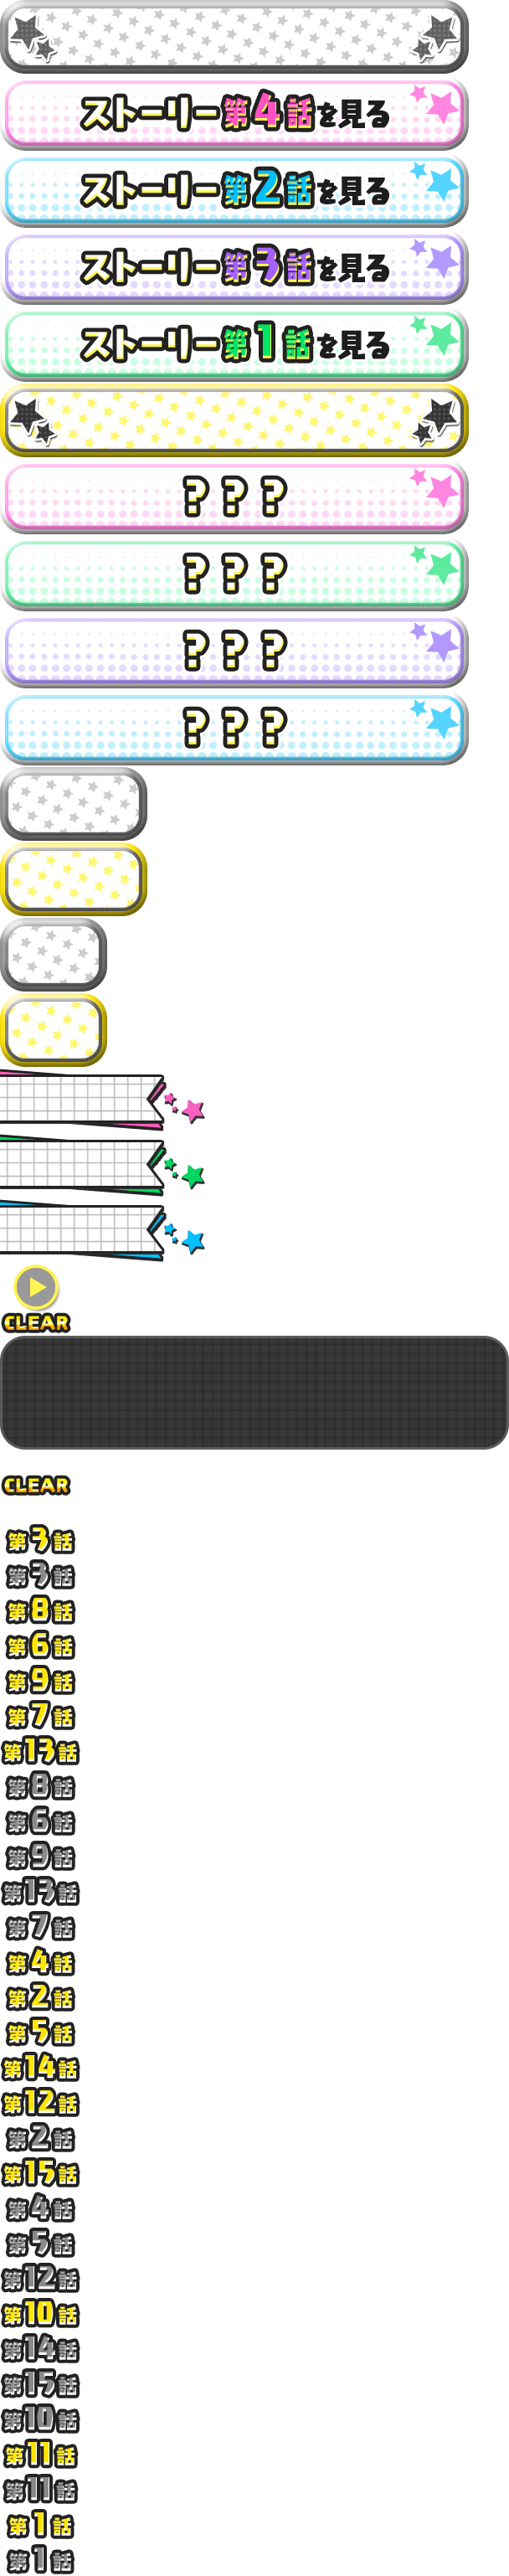 ストーリー第4話を見る
ストーリー第2話を見る
ストーリー第3話を見る
ストーリー第1話を見る
???
???
???
???
CLEAR
CLEAR
第3話
第3話
第8話
第6話
第9話
第7話
第13話
第8話
第6話
第9話
第13話
第7話
第4話
第2話
第5話
第14話
第12話
第2話
第15話
第4話
第5話
第12話
第10話
第14話
第15話
第10話
第11話
第11話
第1話
第1話